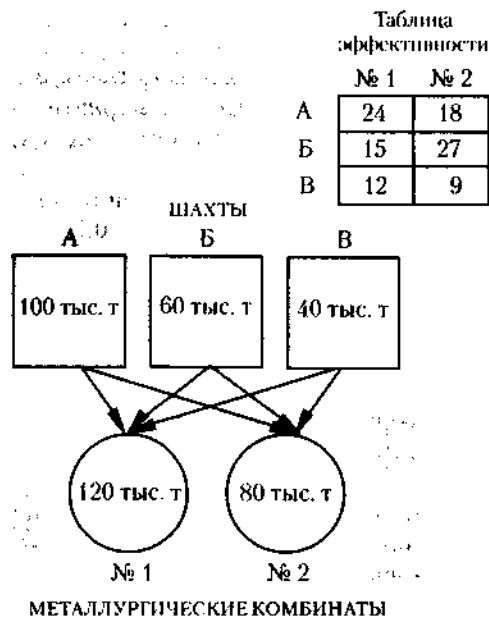 Таблица
эффективности
№ 1 № 2
А 24 18
Б 15 27
В 12 9
ШАХТЫ
А Б В
100 тыс. т 60 тыс. т 40 тыс. т
120 тыс. т 80 тыс. т
№ 1 № 2
МЕТАЛЛУРГИЧЕСКИЕ КОМБИНАТЫ